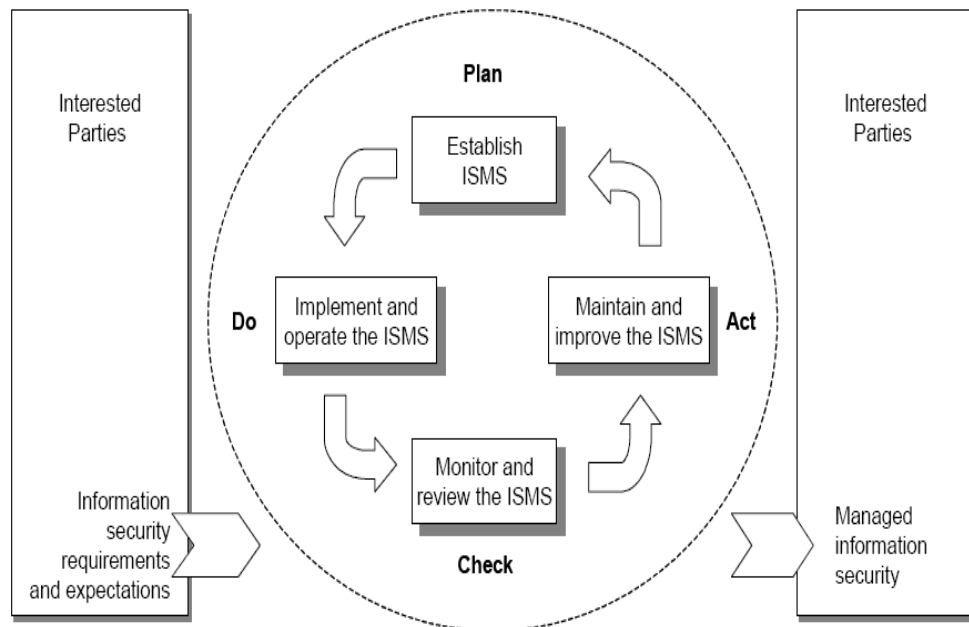 Interested
Parties
Information
security
requirements
and expectations
Plan
Establish
ISMS
Do
Implement and
operate the ISMS
Maintain and
improve the ISMS
Act
Monitor and
review the ISMS
Check
Interested
Parties
Managed
information
security